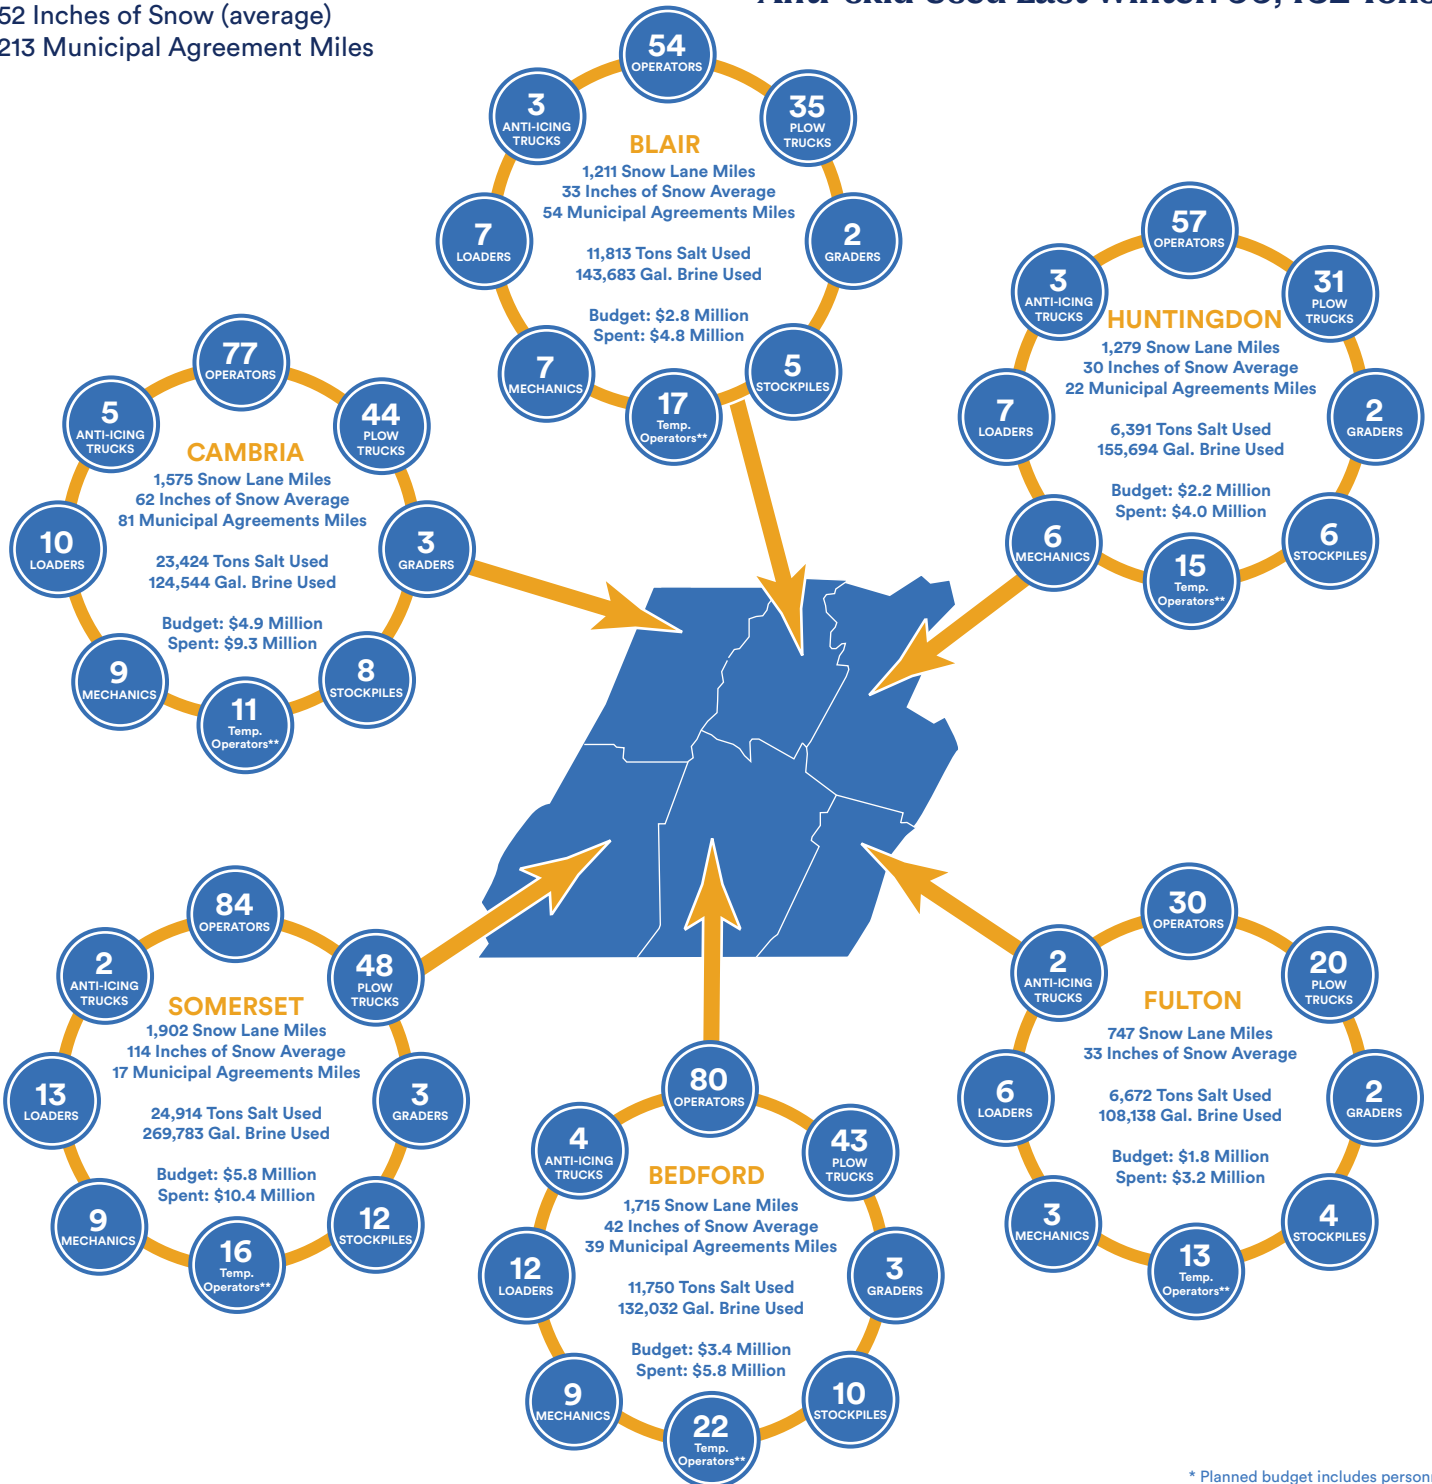 52 Inches of Snow (average)
213 Municipal Agreement Miles
54
OPERATORS
3
ANTI-ICING
TRUCKS
35
PLOW
TRUCKS
BLAIR
1,211 Snow Lane Miles
33 Inches of Snow Average
54 Municipal Agreements Miles
11,813 Tons Salt Used
143,683 Gal. Brine Used
Budget: $2.8 Million
Spent: $4.8 Million
7
LOADERS
2
GRADERS
7
MECHANICS
17
Temp.
Operators**
5
STOCKPILES
57
OPERATORS
3
ANTI-ICING
TRUCKS
31
PLOW
TRUCKS
HUNTINGDON
1,279 Snow Lane Miles
30 Inches of Snow Average
22 Municipal Agreements Miles
6,391 Tons Salt Used
155,694 Gal. Brine Used
Budget: $2.2 Million
Spent: $4.0 Million
7
LOADERS
2
GRADERS
6
MECHANICS
15
Temp.
Operators**
6
STOCKPILES
77
OPERATORS
5
ANTI-ICING
TRUCKS
44
PLOW
TRUCKS
CAMBRIA
1,575 Snow Lane Miles
62 Inches of Snow Average
81 Municipal Agreements Miles
23,424 Tons Salt Used
124,544 Gal. Brine Used
Budget: $4.9 Million
Spent: $9.3 Million
10
LOADERS
3
GRADERS
9
MECHANICS
11
Temp.
Operators**
8
STOCKPILES
84
OPERATORS
2
ANTI-ICING
TRUCKS
48
PLOW
TRUCKS
SOMERSET
1,902 Snow Lane Miles
114 Inches of Snow Average
17 Municipal Agreements Miles
24,914 Tons Salt Used
269,783 Gal. Brine Used
Budget: $5.8 Million
Spent: $10.4 Million
13
LOADERS
3
GRADERS
9
MECHANICS
16
Temp.
Operators**
12
STOCKPILES
80
OPERATORS
4
ANTI-ICING
TRUCKS
43
PLOW
TRUCKS
BEDFORD
1,715 Snow Lane Miles
42 Inches of Snow Average
39 Municipal Agreements Miles
11,750 Tons Salt Used
132,032 Gal. Brine Used
Budget: $3.4 Million
Spent: $5.8 Million
12
LOADERS
3
GRADERS
9
MECHANICS
22
Temp.
Operators**
10
STOCKPILES
30
OPERATORS
2
ANTI-ICING
TRUCKS
20
PLOW
TRUCKS
FULTON
747 Snow Lane Miles
33 Inches of Snow Average
6,672 Tons Salt Used
108,138 Gal. Brine Used
Budget: $1.8 Million
Spent: $3.2 Million
6
LOADERS
2
GRADERS
3
MECHANICS
13
Temp.
Operators**
4
STOCKPILES
* Planned budget includes